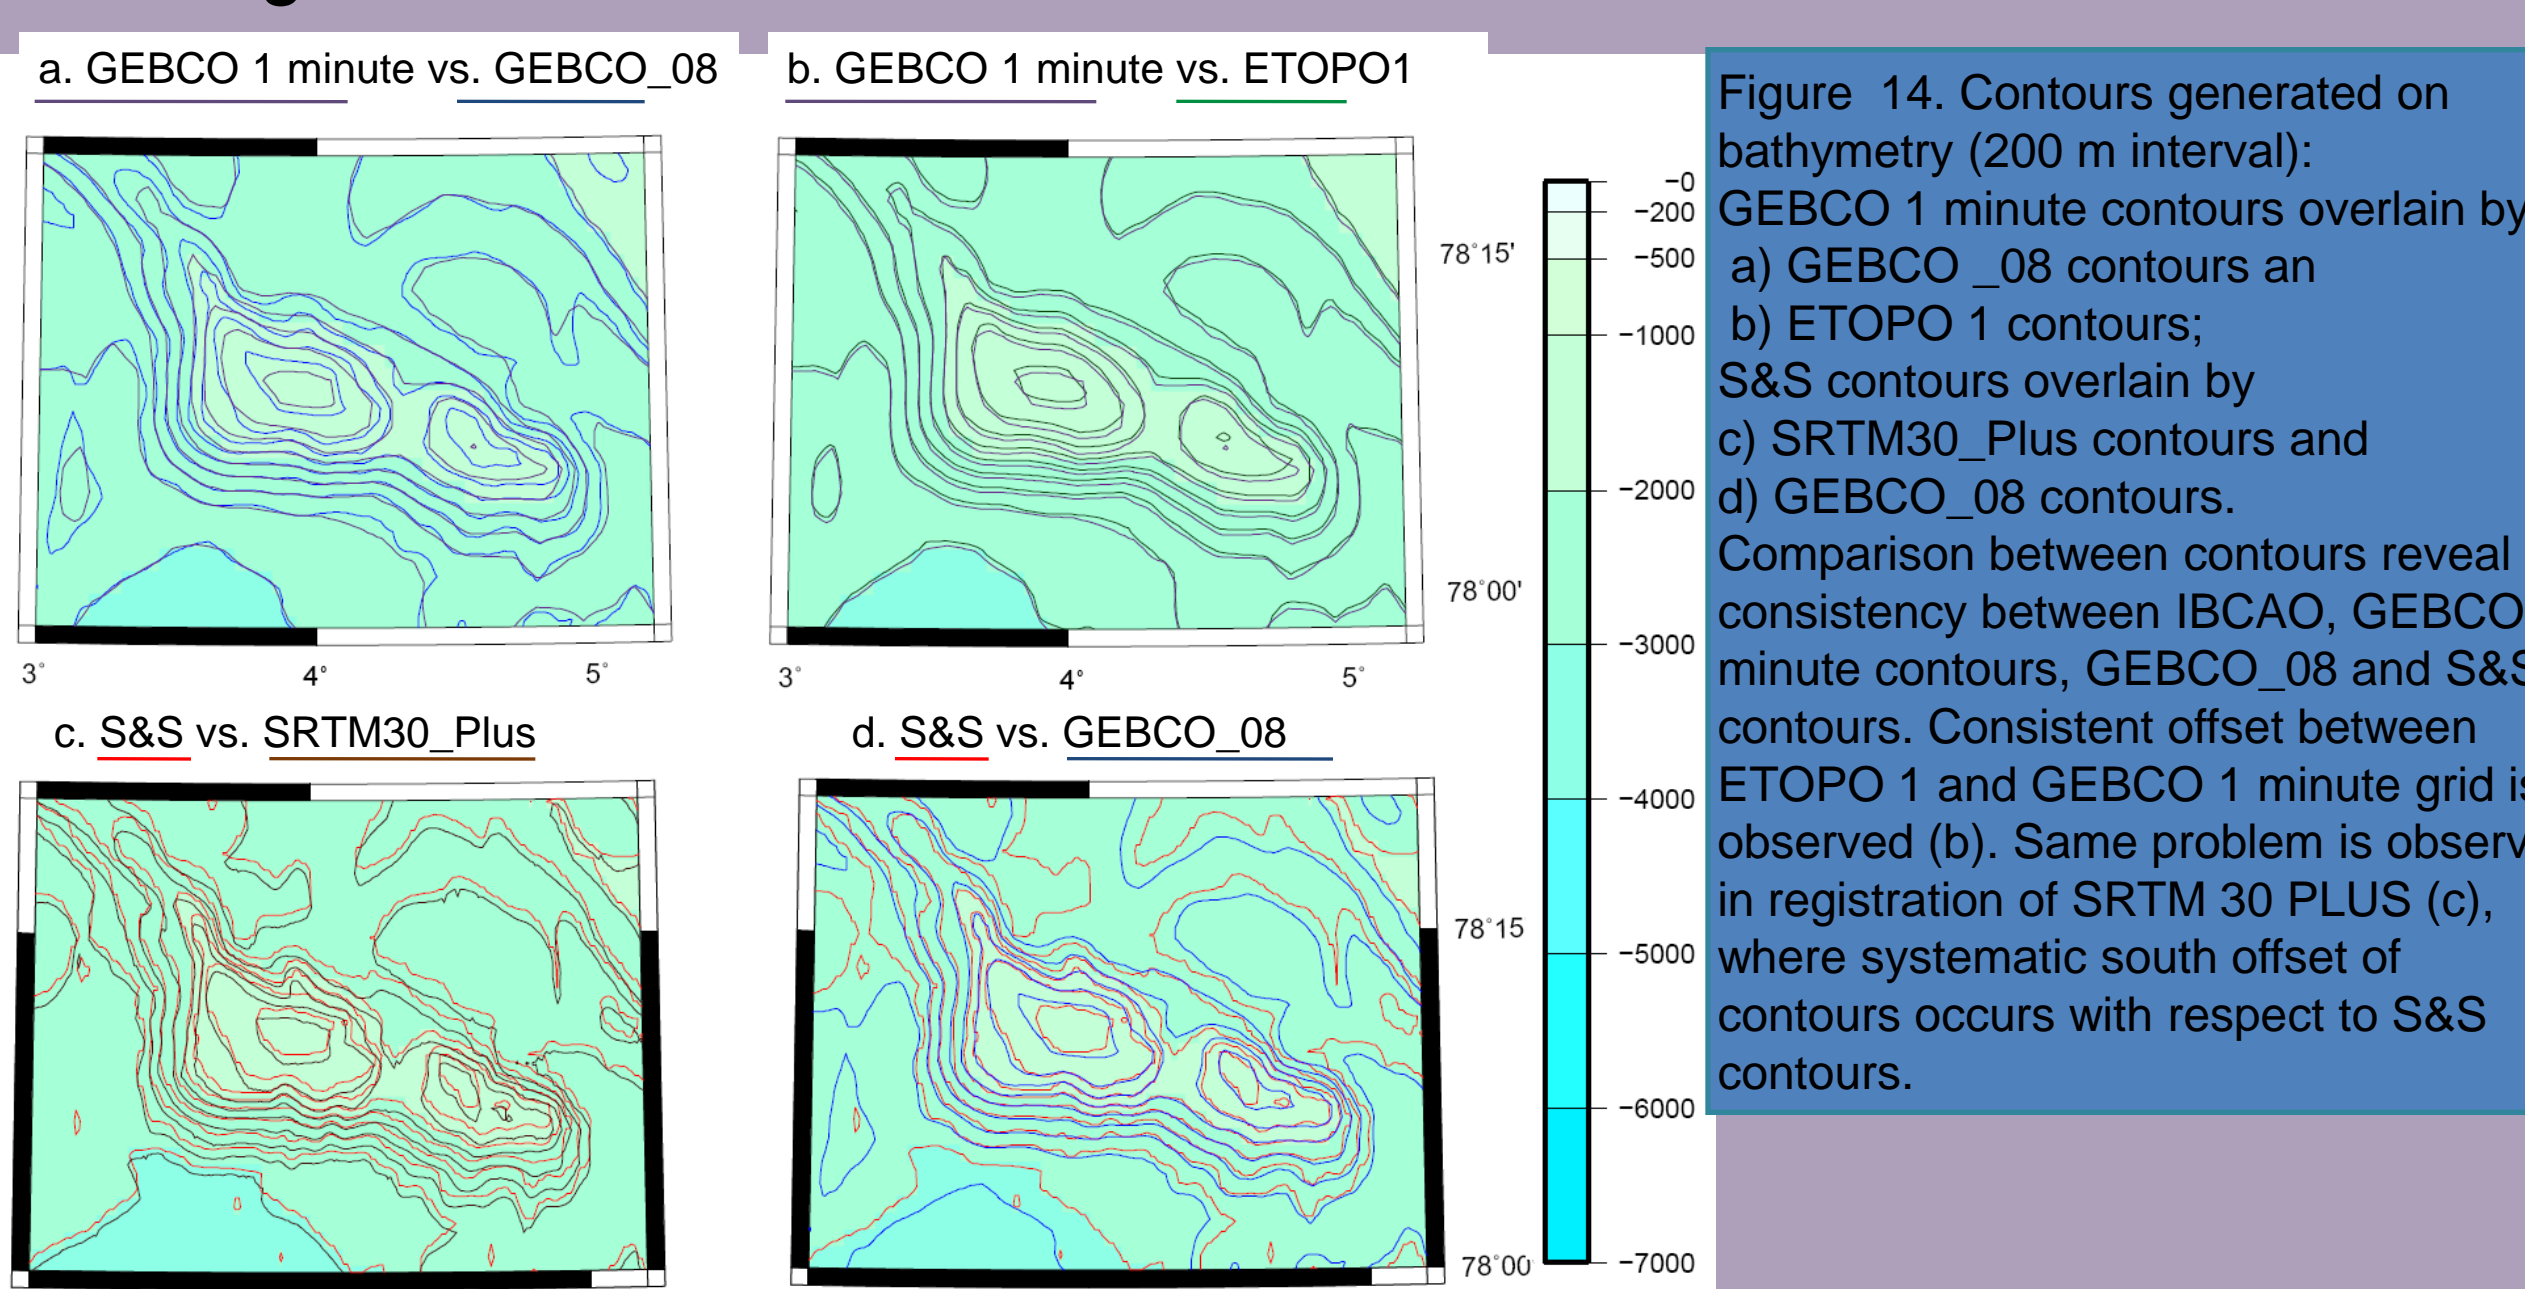 a. GEBCO 1 minute vs. GEBCO_08
b. GEBCO 1 minute vs. ETOPO1
78°15'
78°00'
3°
4°
5°
3°
4°
5°
c. S&S vs. SRTM30_Plus
d. S&S vs. GEBCO_08
78°15
78°00
−0
−200
−500
−1000
−2000
−3000
−4000
−5000
−6000
−7000
Figure 14. Contours generated on
bathymetry (200 m interval):
GEBCO 1 minute contours overlain by
a) GEBCO _08 contours an
b) ETOPO 1 contours;
S&S contours overlain by
c) SRTM30_Plus contours and
d) GEBCO_08 contours.
Comparison between contours reveal
consistency between IBCAO, GEBCO
minute contours, GEBCO_08 and S&S
contours. Consistent offset between
ETOPO 1 and GEBCO 1 minute grid is
observed (b). Same problem is observ
in registration of SRTM 30 PLUS (c),
where systematic south offset of
contours occurs with respect to S&S
contours.